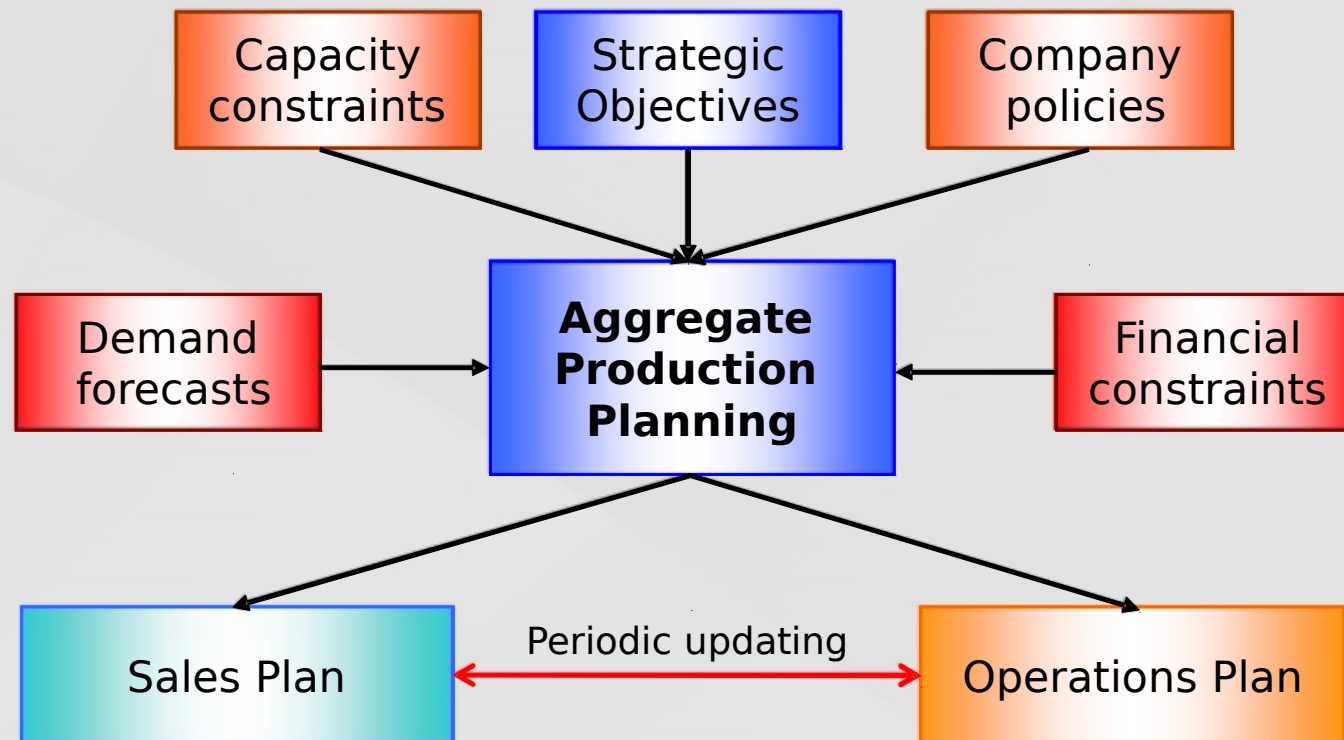 Capacity
constraints
Strategic
Objectives
Company
policies
Demand
forecasts
Aggregate
Production
Planning
Financial
constraints
Periodic updating
Sales Plan
Operations Plan